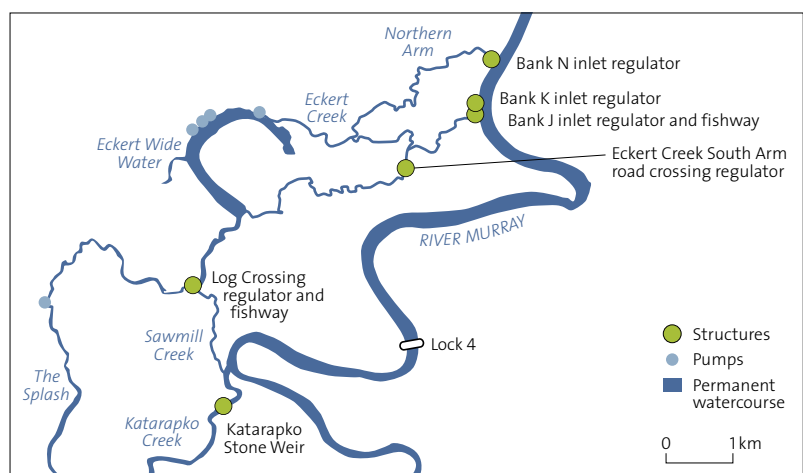 Northern
Arm
Bank N inlet regulator
Eckert
Creek
Bank K inlet regulator
Bank J inlet regulator and fishway
Eckert Wide
Water
Eckert Creek South Arm
road crossing regulator
RIVER MURRAY
Log Crossing
regulator and
fishway
Sawmill
Creek
Lock 4
The
Splash
Katarapko
Creek
Katarapko
Stone Weir
Structures
Pumps
Permanent
watercourse
0 1 km